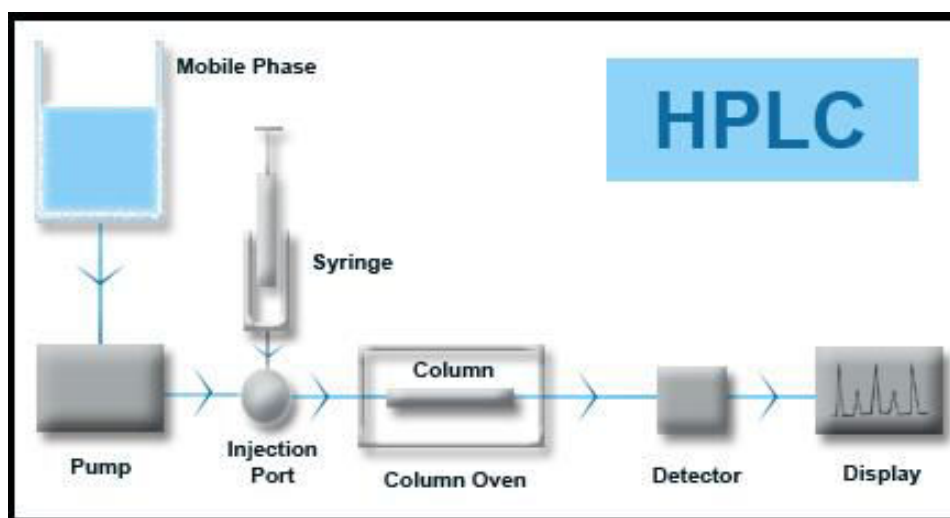 Mobile Phase
HPLC
Syringe
Column
Pump
Injection
Port
Column Oven
Detector
Display